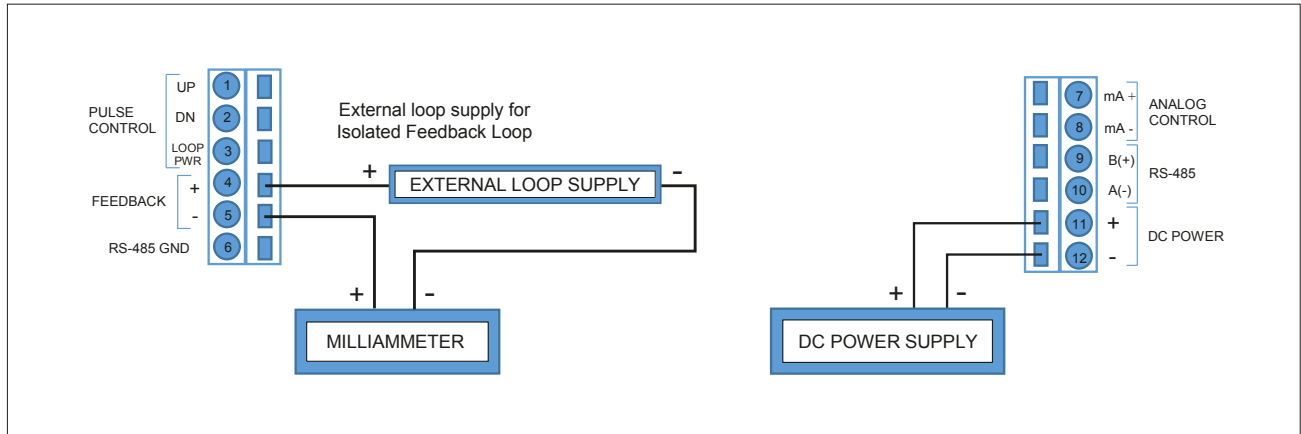 PULSE
CONTROL
UP
1
DN
2
LOOP
PWR
3
FEEDBACK
+
4
-
5
RS-485 GND
6
External loop supply for
Isolated Feedback Loop
+
-
EXTERNAL LOOP SUPPLY
+
-
MILLIAMMETER
7
mA +
8
mA -
ANALOG
CONTROL
9
B(+)
10
A(-)
RS-485
11
+
12
-
DC POWER
+
-
DC POWER SUPPLY